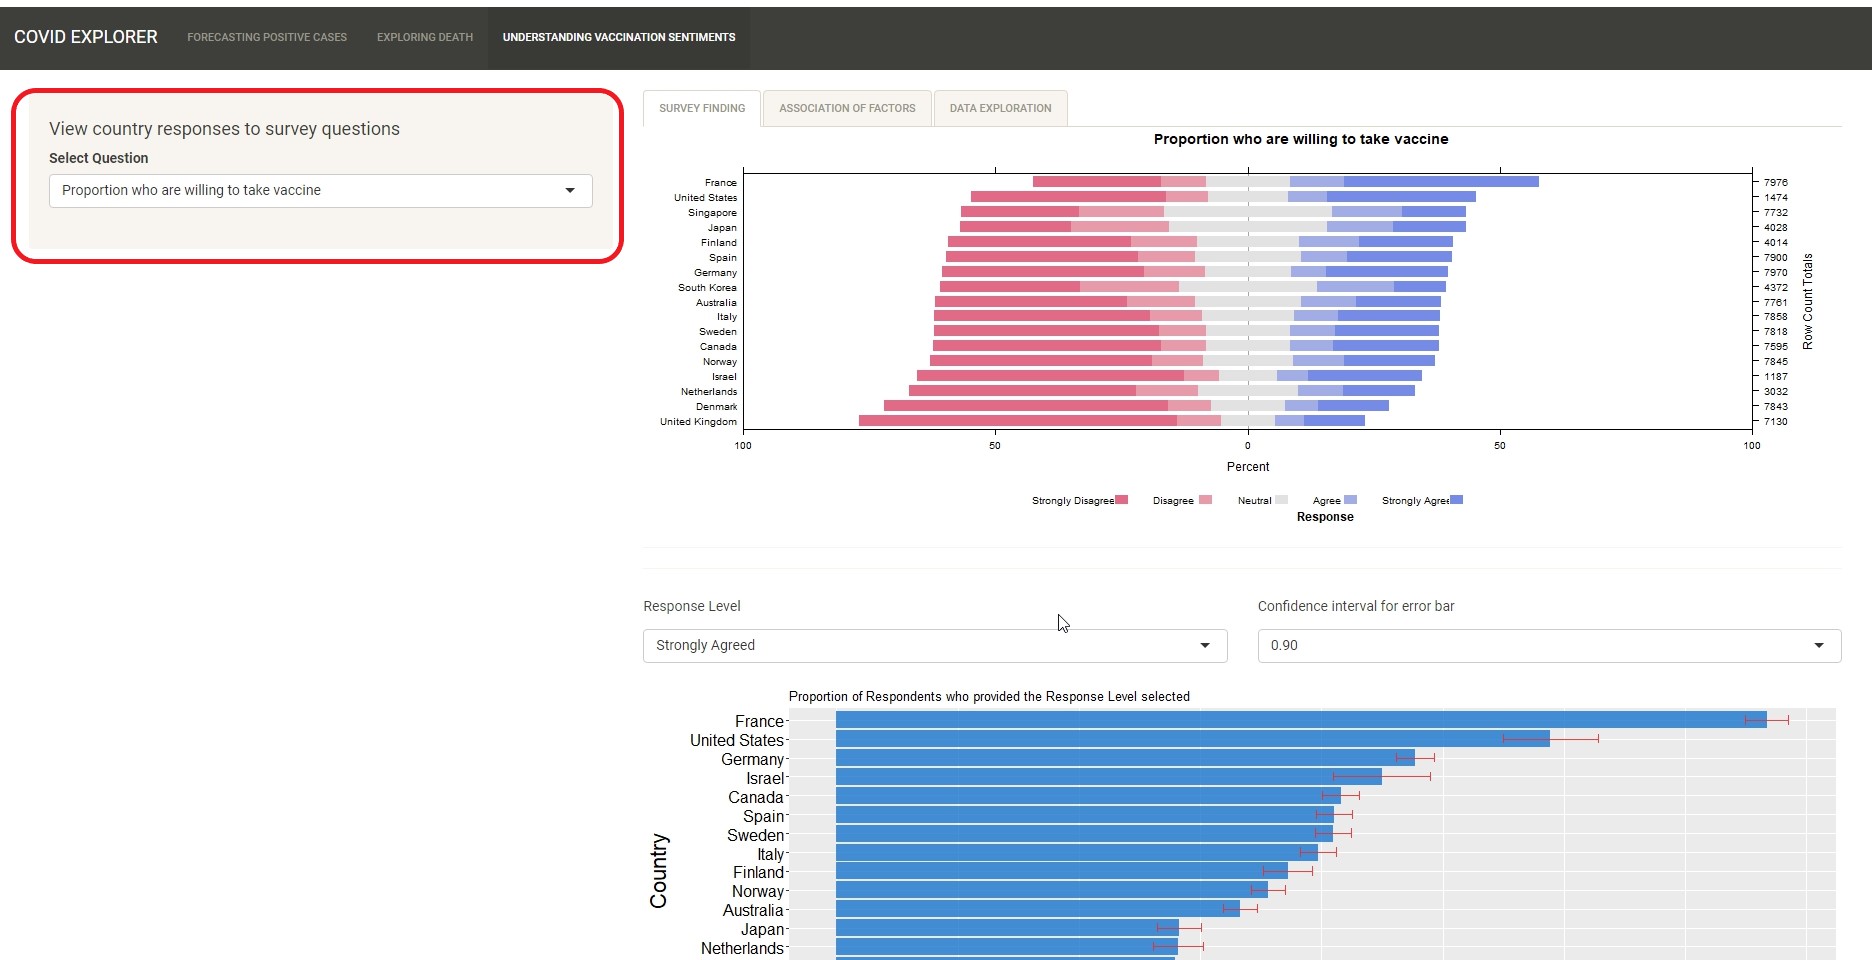 COVID EXPLORER FORECASTING POSITIVE CASES EXPLORING DEATH UNDERSTANDING VACCINATION SENTIMENTS
View country responses to survey questions
Select Question
Proportion who are willing to take vaccine
SURVEY FINDING ASSOCIATION OF FACTORS DATA EXPLORATION
Proportion who are willing to take vaccine
France 7976
United States 1474
Singapore 7732
Japan 4028
Finland 4014
Spain 7900
Germany 7970
South Korea 4372
Australia 7761
Italy 7858
Sweden 7818
Canada 7595
Norway 7845
Israel 1187
Netherlands 3032
Denmark 7843
United Kingdom 7130
Row Count Totals
100 50 0 50 100
Percent
Strongly Disagree Disagree Neutral Agree Strongly Agree
Response
Response Level
Strongly Agreed
Confidence interval for error bar
0.90
Proportion of Respondents who provided the Response Level selected
Country
France
United States
Germany
Israel
Canada
Spain
Sweden
Italy
Finland
Norway
Australia
Japan
Netherlands